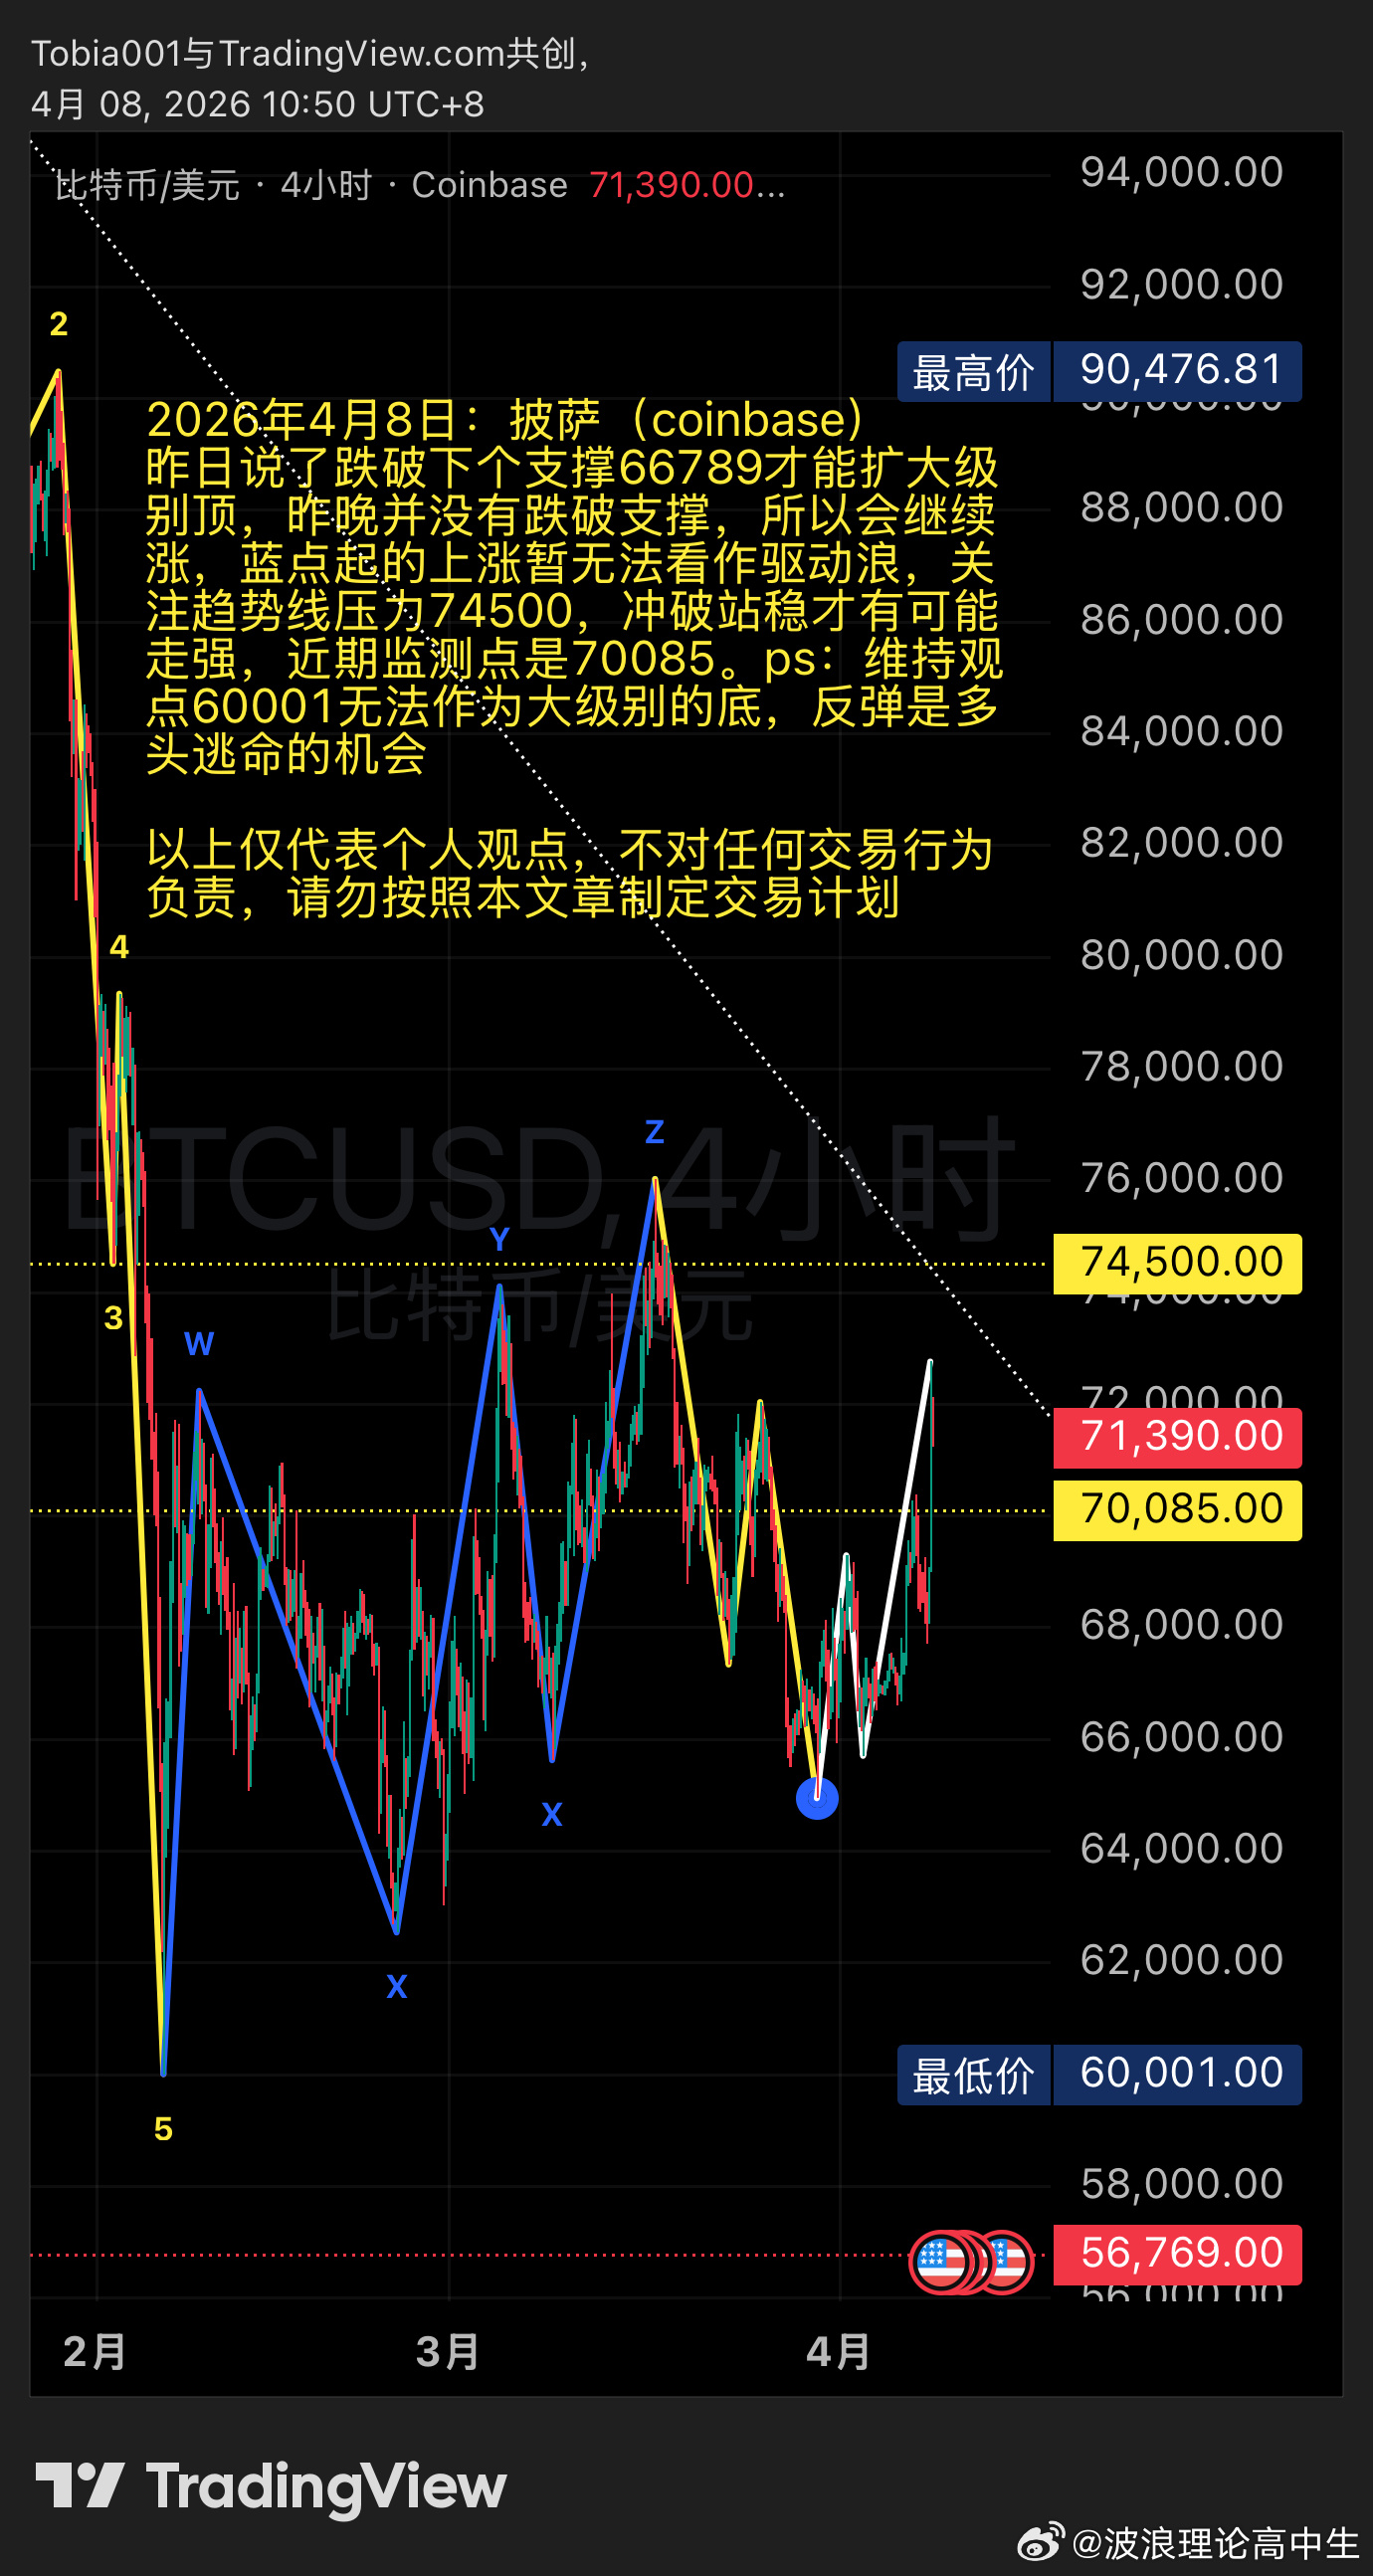 Tobia001与TradingView.com共创，
4月 08, 2026 10:50 UTC+8
比特币/美元 · 4小时 · Coinbase 71,390.00...
94,000.00
92,000.00
2
最高价 90,476.81
90,000.00
2026年4月8日：披萨（coinbase）
昨日说了跌破下个支撑66789才能扩大级
别顶，昨晚并没有跌破支撑，所以会继续
涨，蓝点起的上涨暂无法看作驱动浪，关
注趋势线压力74500，冲破站稳才有可能
走强，近期监测点是70085。ps：维持观
点60001无法作为大级别的底，反弹是多
头逃命的机会
以上仅代表个人观点，不对任何交易行为
负责，请勿按照本文章制定交易计划
88,000.00
86,000.00
84,000.00
82,000.00
4
80,000.00
78,000.00
Z
BTCUSD, 4小时
76,000.00
Y
74,500.00
比特币/美元
74,000.00
3
W
72,000.00
71,390.00
70,085.00
68,000.00
66,000.00
X
64,000.00
62,000.00
X
最低价 60,001.00
5
58,000.00
56,769.00
56,000.00
2月 3月 4月
TradingView
@波浪理论高中生